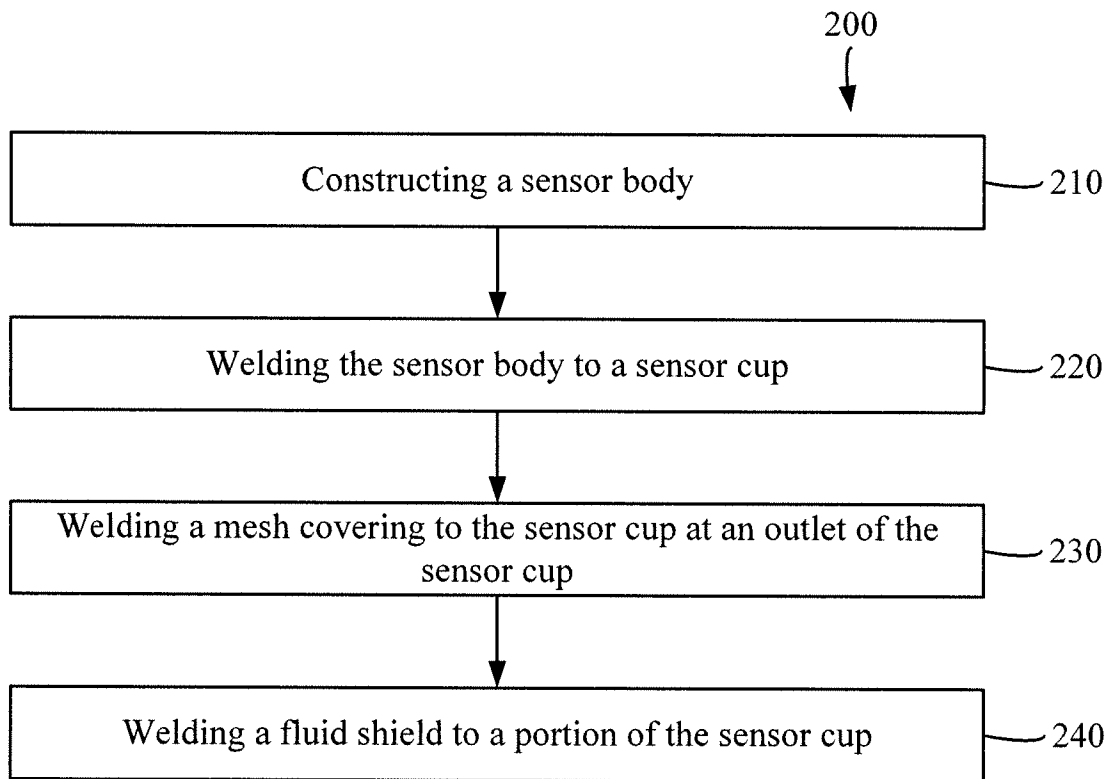 200
Constructing a sensor body
210
Welding the sensor body to a sensor cup
220
Welding a mesh covering to the sensor cup at an outlet of the
sensor cup
230
Welding a fluid shield to a portion of the sensor cup
240